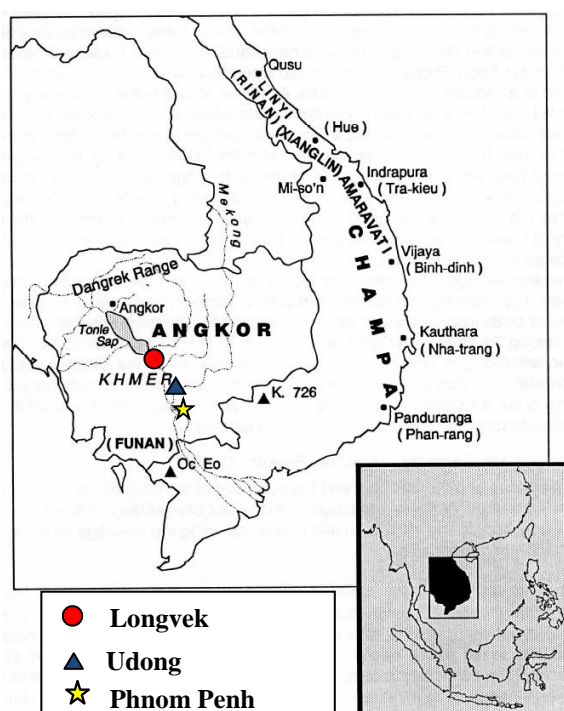 Qusu
LINYI
(RINAN) (XIANGLIN)
(Hue)
AMARAVATI
Indrapura
(Tra-kieu)
Mi-so'n
Mekong
CHAMPA
Vijaya
(Binh-dinh)
Dangrek Range
Angkor
Tonle
Sap
ANGKOR
KHMER
Kauthara
(Nha-trang)
K. 726
Panduranga
(Phan-rang)
(FUNAN)
Oc Eo
Longvek
Udong
Phnom Penh